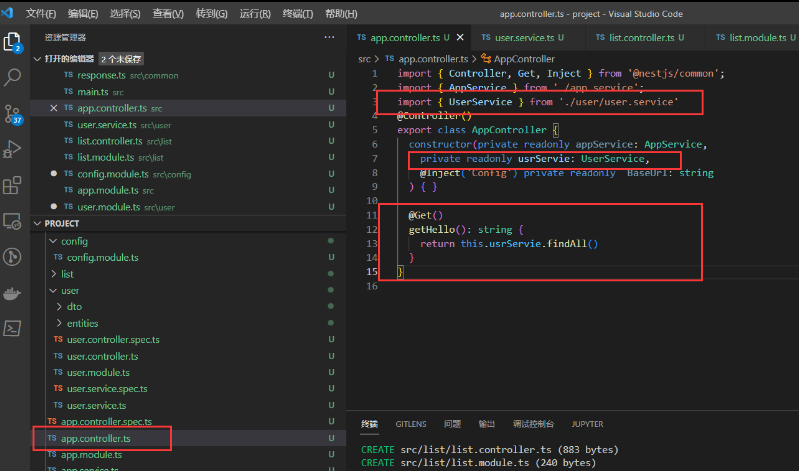 文件(F) 编辑(E) 选择(S) 查看(V) 转到(G) 运行(R) 终端(T) 帮助(H)
app.controller.ts - project - Visual Studio Code
资源管理器
打开的编辑器 2 个未保存
TS response.ts src\common U
TS main.ts src U
TS app.controller.ts src U
TS user.service.ts src\user U
TS list.controller.ts src\list U
TS list.module.ts src\list U
TS config.module.ts src\config U
TS app.module.ts src U
TS user.module.ts src\user U
2
37
PROJECT
config
TS config.module.ts U
list
user
dto
entities
TS user.controller.spec.ts U
TS user.controller.ts U
TS user.module.ts U
TS user.service.spec.ts U
TS user.service.ts U
TS app.controller.spec.ts U
TS app.controller.ts U
TS app.module.ts U
TS app.service.ts U
TS app.controller.ts U
TS user.service.ts U
TS list.controller.ts U
TS list.module.ts U
src > TS app.controller.ts > AppController
1 import { Controller, Get, Inject } from '@nestjs/common';
2 import { AppService } from './app.service';
3 import { UserService } from './user/user.service'
4 @Controller()
5 export class AppController {
6 constructor(private readonly appService: AppService,
7 private readonly usrServie: UserService,
8 @Inject('Config') private readonly BaseUrl: string
9 ) { }
10
11 @Get()
12 getHello(): string {
13 return this.usrServie.findAll()
14 }
15 }
16
终端 GITLENS 问题 输出 调试控制台 JUPYTER
CREATE src/list/list.controller.ts (883 bytes)
CREATE src/list/list.module.ts (240 bytes)